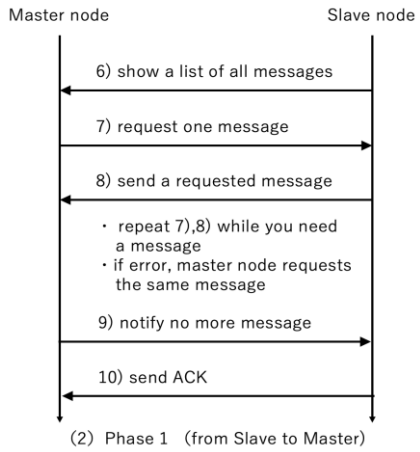 Master node
Slave node
6) show a list of all messages
7) request one message
8) send a requested message
・ repeat 7),8) while you need
a message
・if error, master node requests
the same message
9) notify no more message
10) send ACK
(2) Phase 1 (from Slave to Master)